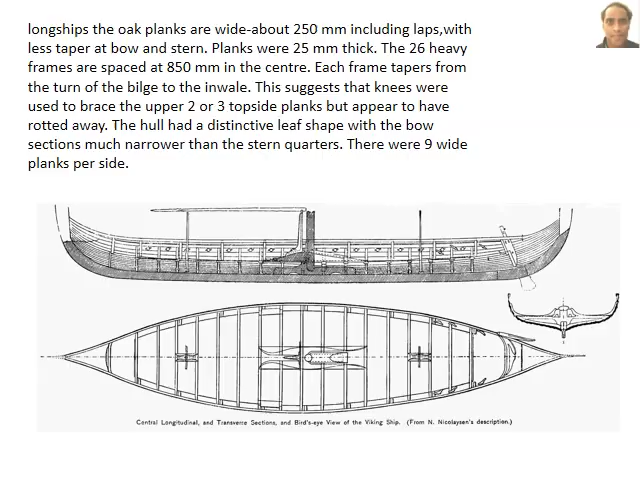 longships the oak planks are wide-about 250 mm including laps,with
less taper at bow and stern. Planks were 25 mm thick. The 26 heavy
frames are spaced at 850 mm in the centre. Each frame tapers from
the turn of the bilge to the inwale. This suggests that knees were
used to brace the upper 2 or 3 topside planks but appear to have
rotted away. The hull had a distinctive leaf shape with the bow
sections much narrower than the stern quarters. There were 9 wide
planks per side.
Central Longitudinal, and Transverse Sections, and Bird's-eye View of the Viking Ship. (From N. Nicolaysen's description.)